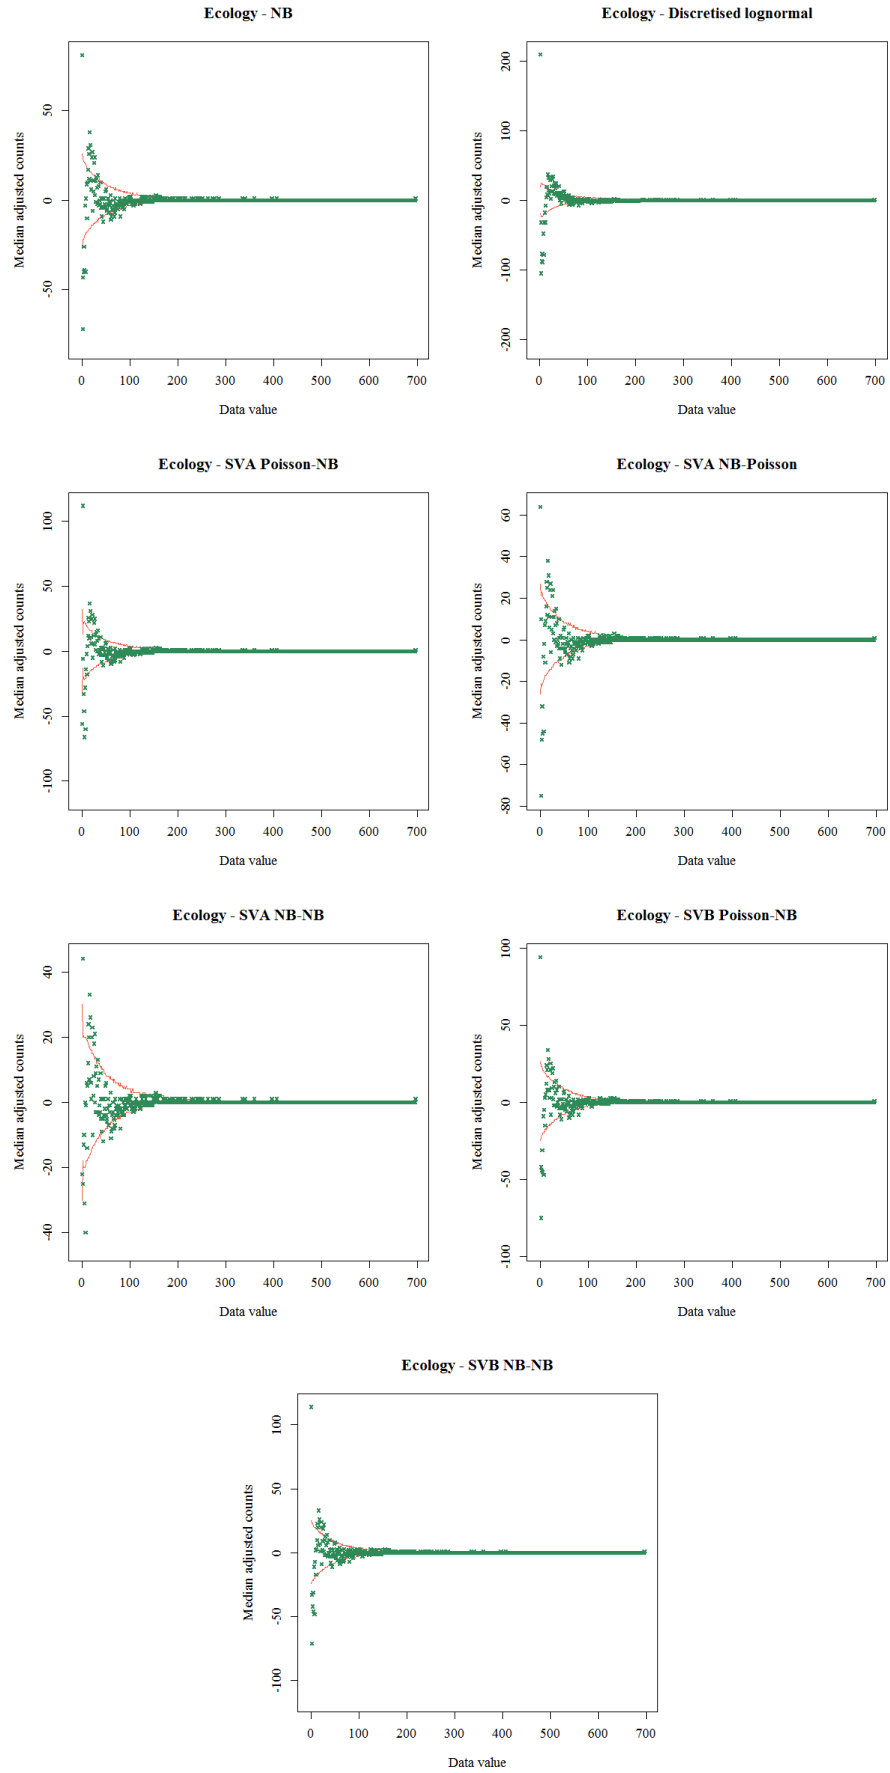 Ecology - NB
Median adjusted counts
50
0
-50
0 100 200 300 400 500 600 700
Data value
Ecology - Discretised lognormal
Median adjusted counts
200
100
0
-100
-200
0 100 200 300 400 500 600 700
Data value
Ecology - SVA Poisson-NB
Median adjusted counts
100
50
0
-50
-100
0 100 200 300 400 500 600 700
Data value
Ecology - SVA NB-Poisson
Median adjusted counts
60
40
20
0
-20
-40
-60
-80
0 100 200 300 400 500 600 700
Data value
Ecology - SVA NB-NB
Median adjusted counts
40
20
0
-20
-40
0 100 200 300 400 500 600 700
Data value
Ecology - SVB Poisson-NB
Median adjusted counts
100
50
0
-50
-100
0 100 200 300 400 500 600 700
Data value
Ecology - SVB NB-NB
Median adjusted counts
100
50
0
-50
-100
0 100 200 300 400 500 600 700
Data value